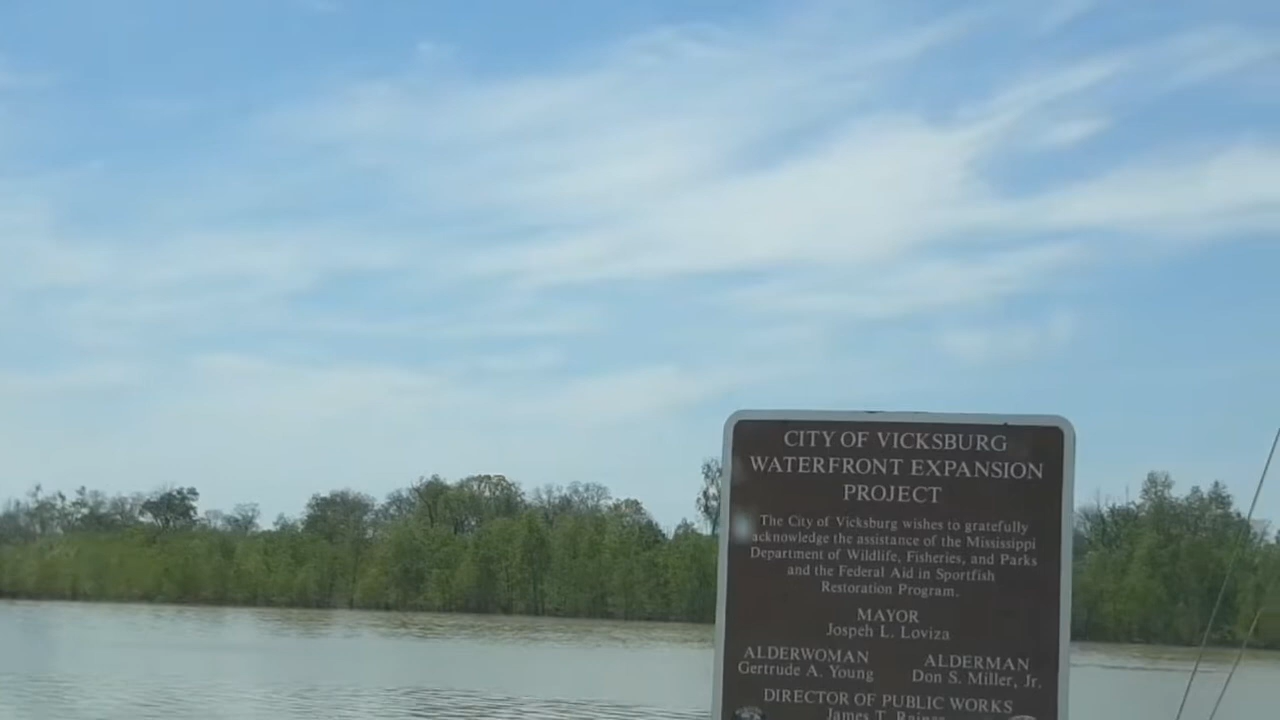 CITY OF VICKSBURG
WATERFRONT EXPANSION
PROJECT
The City of Vicksburg wishes to gratefully
acknowledge the assistance of the Mississippi
Department of Wildlife, Fisheries, and Parks
and the Federal Aid in Sportfish
Restoration Program.
MAYOR
Jospeh L. Loviza
ALDERWOMAN ALDERMAN
Gertrude A. Young Don S. Miller, Jr.
DIRECTOR OF PUBLIC WORKS
James T.